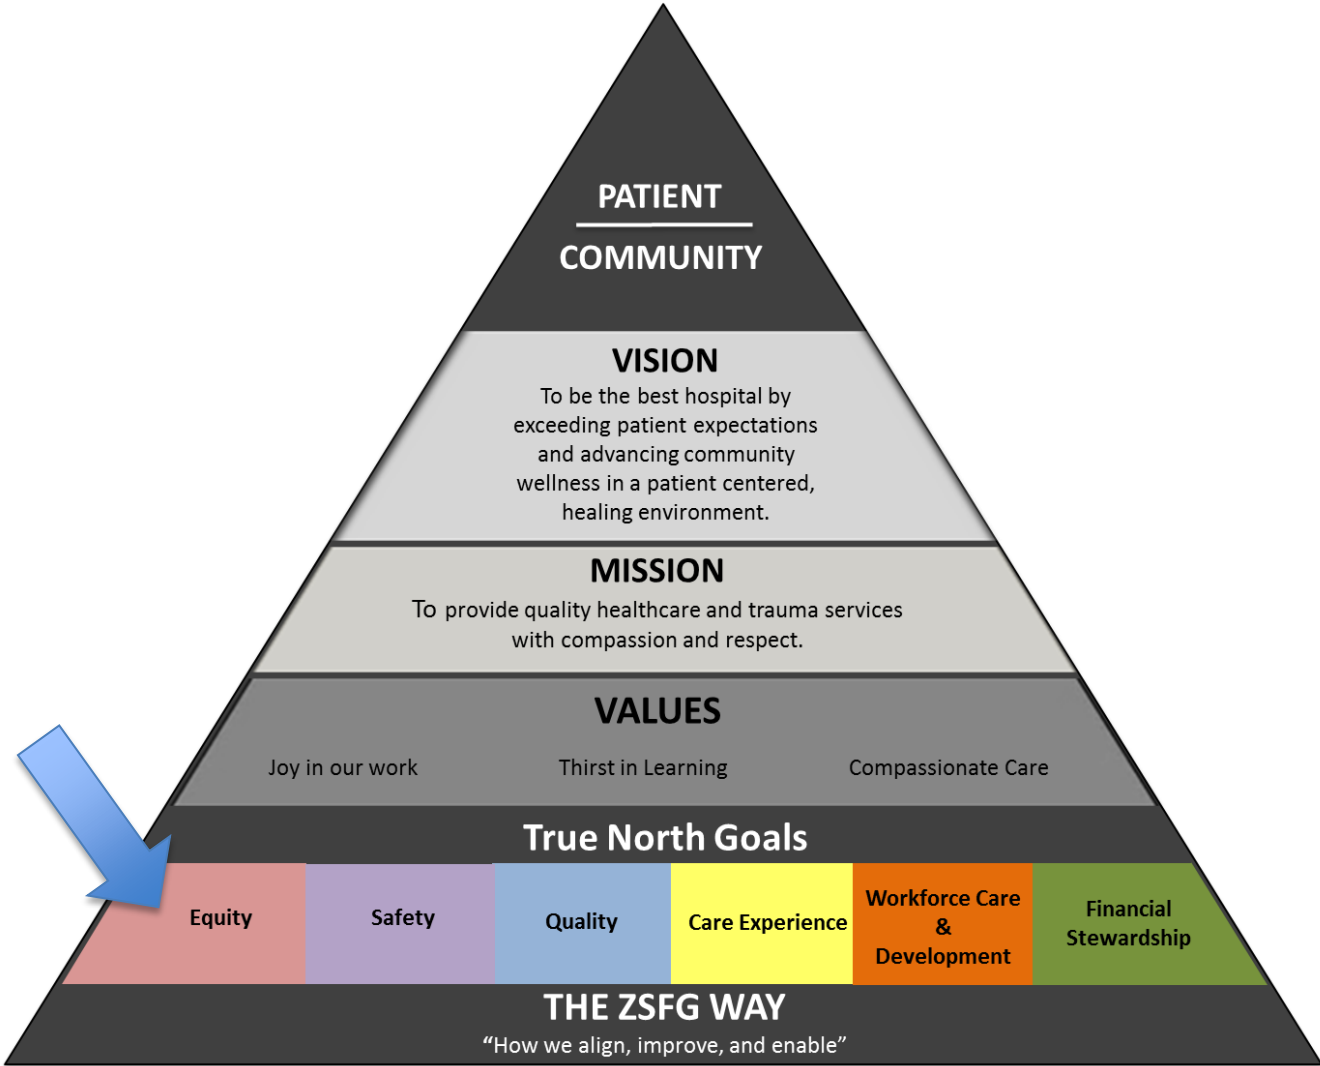 PATIENT
COMMUNITY
VISION
To be the best hospital by
exceeding patient expectations
and advancing community
wellness in a patient centered,
healing environment.
MISSION
To provide quality healthcare and trauma services
with compassion and respect.
VALUES
Joy in our work
Thirst in Learning
Compassionate Care
True North Goals
Equity
Safety
Quality
Care Experience
Workforce Care
&
Development
Financial
Stewardship
THE ZSFG WAY
“How we align, improve, and enable”